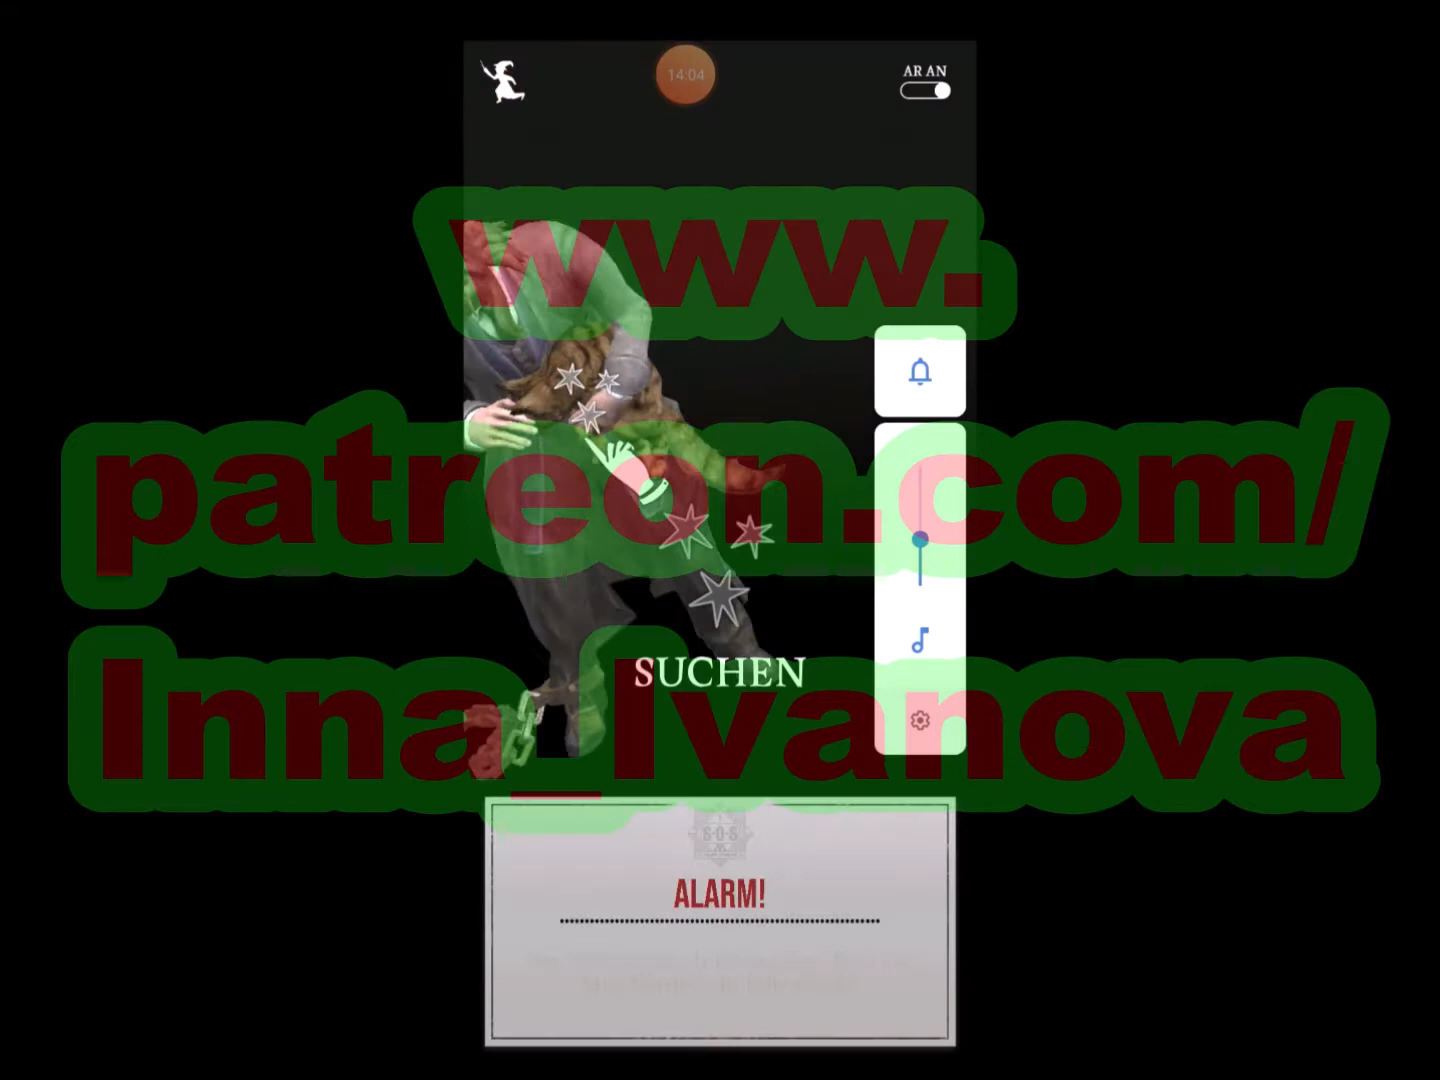 14:04
AR AN
www.
patreon.com/
SUCHEN
Inna_Ivanova
S·O·S
ALARM!